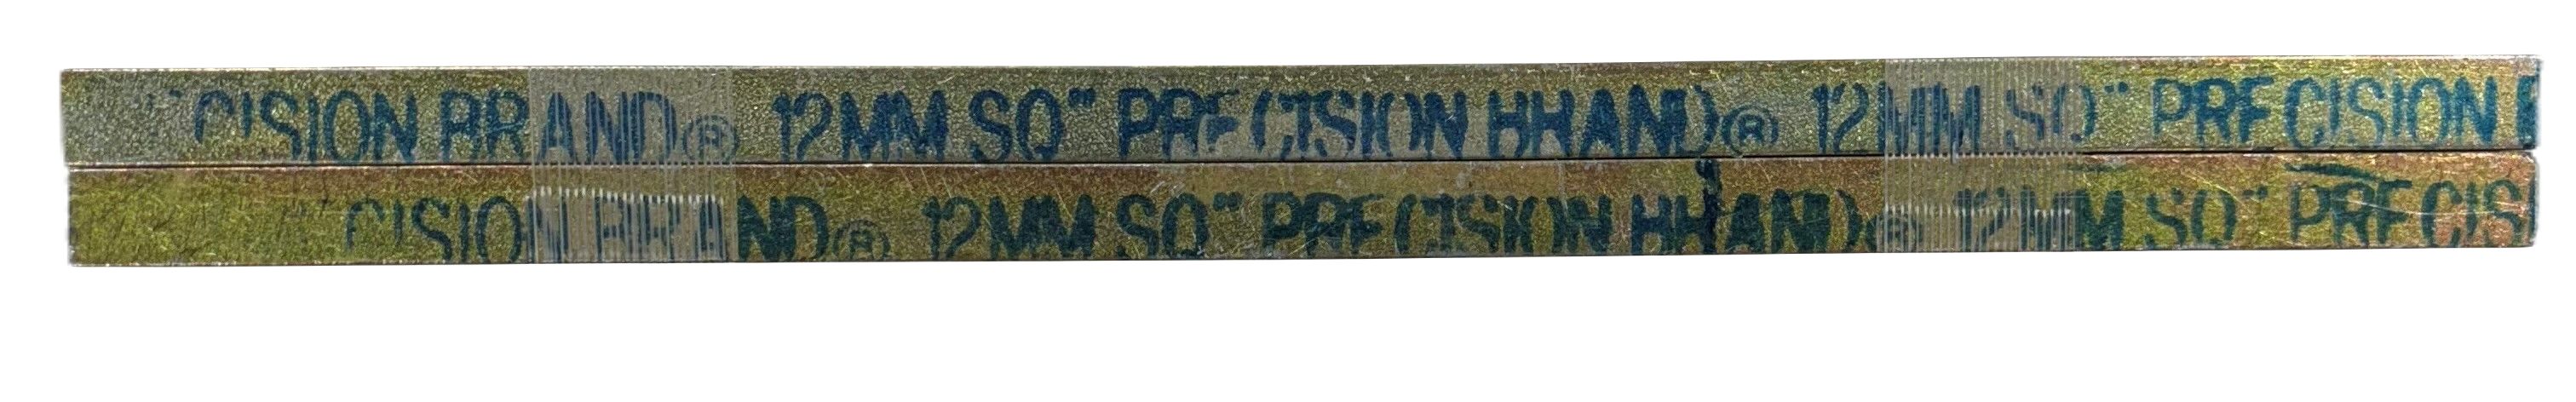 CISION BRAND® 12MM SQ" PRECISION BRAND® 12MM SQ" PRECISION B
CISION BRAND® 12MM SQ" PRECISION BRAND® 12MM SQ" PRECIS